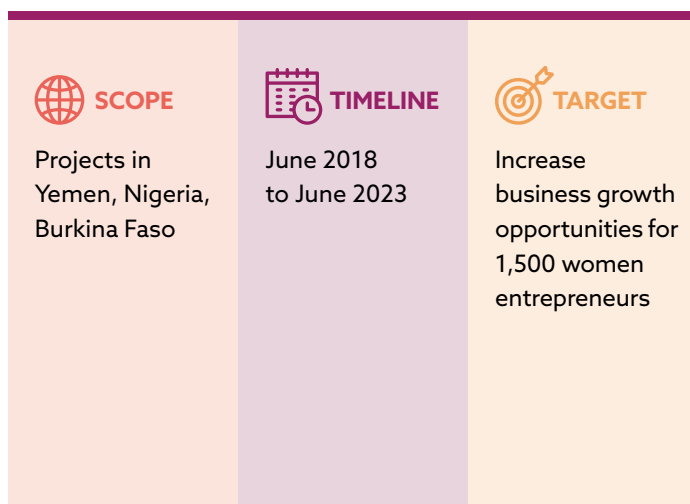 SCOPE
Projects in
Yemen, Nigeria,
Burkina Faso
TIMELINE
June 2018
to June 2023
TARGET
Increase
business growth
opportunities for
1,500 women
entrepreneurs